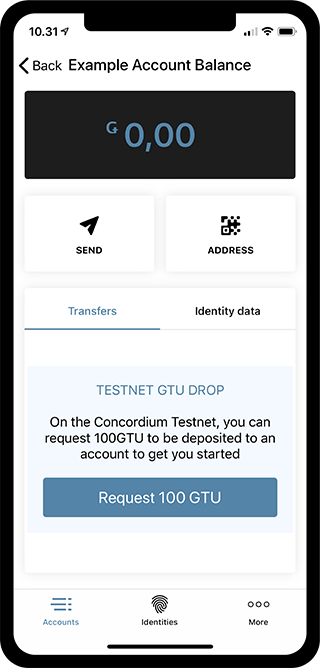 10.31
Back Example Account Balance
0,00
SEND
ADDRESS
Transfers
Identity data
TESTNET GTU DROP
On the Concordium Testnet, you can
request 100GTU to be deposited to an
account to get you started
Request 100 GTU
Accounts
Identities
More